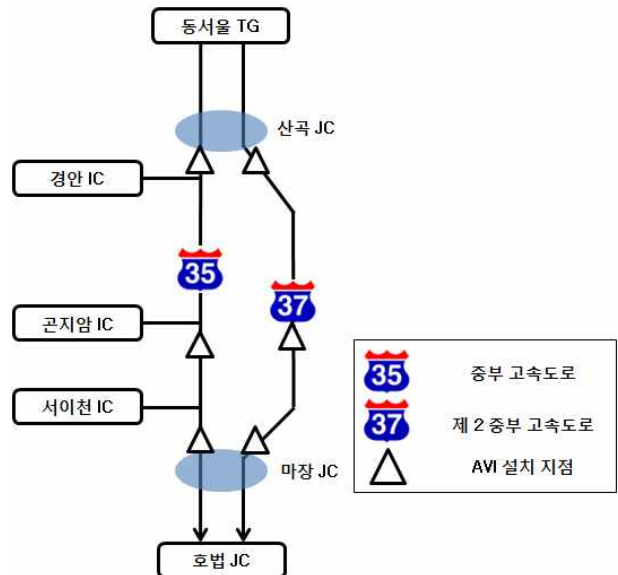 동서울 TG
산곡 JC
경안 IC
35
37
곤지암 IC
서이천 IC
마장 JC
호법 JC
35 중부 고속도로
37 제 2 중부 고속도로
AVI 설치 지점